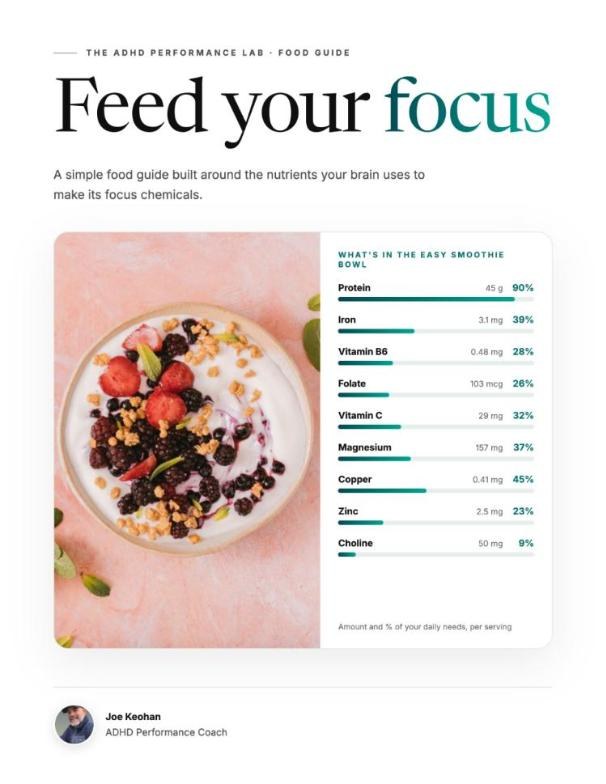 THE ADHD PERFORMANCE LAB · FOOD GUIDE
Feed your focus
A simple food guide built around the nutrients your brain uses to
make its focus chemicals.
WHAT'S IN THE EASY SMOOTHIE
BOWL
Protein 45 g 90%
Iron 3.1 mg 39%
Vitamin B6 0.48 mg 28%
Folate 103 mcg 26%
Vitamin C 29 mg 32%
Magnesium 157 mg 37%
Copper 0.41 mg 45%
Zinc 2.5 mg 23%
Choline 50 mg 9%
Amount and % of your daily needs, per serving
Joe Keohan
ADHD Performance Coach